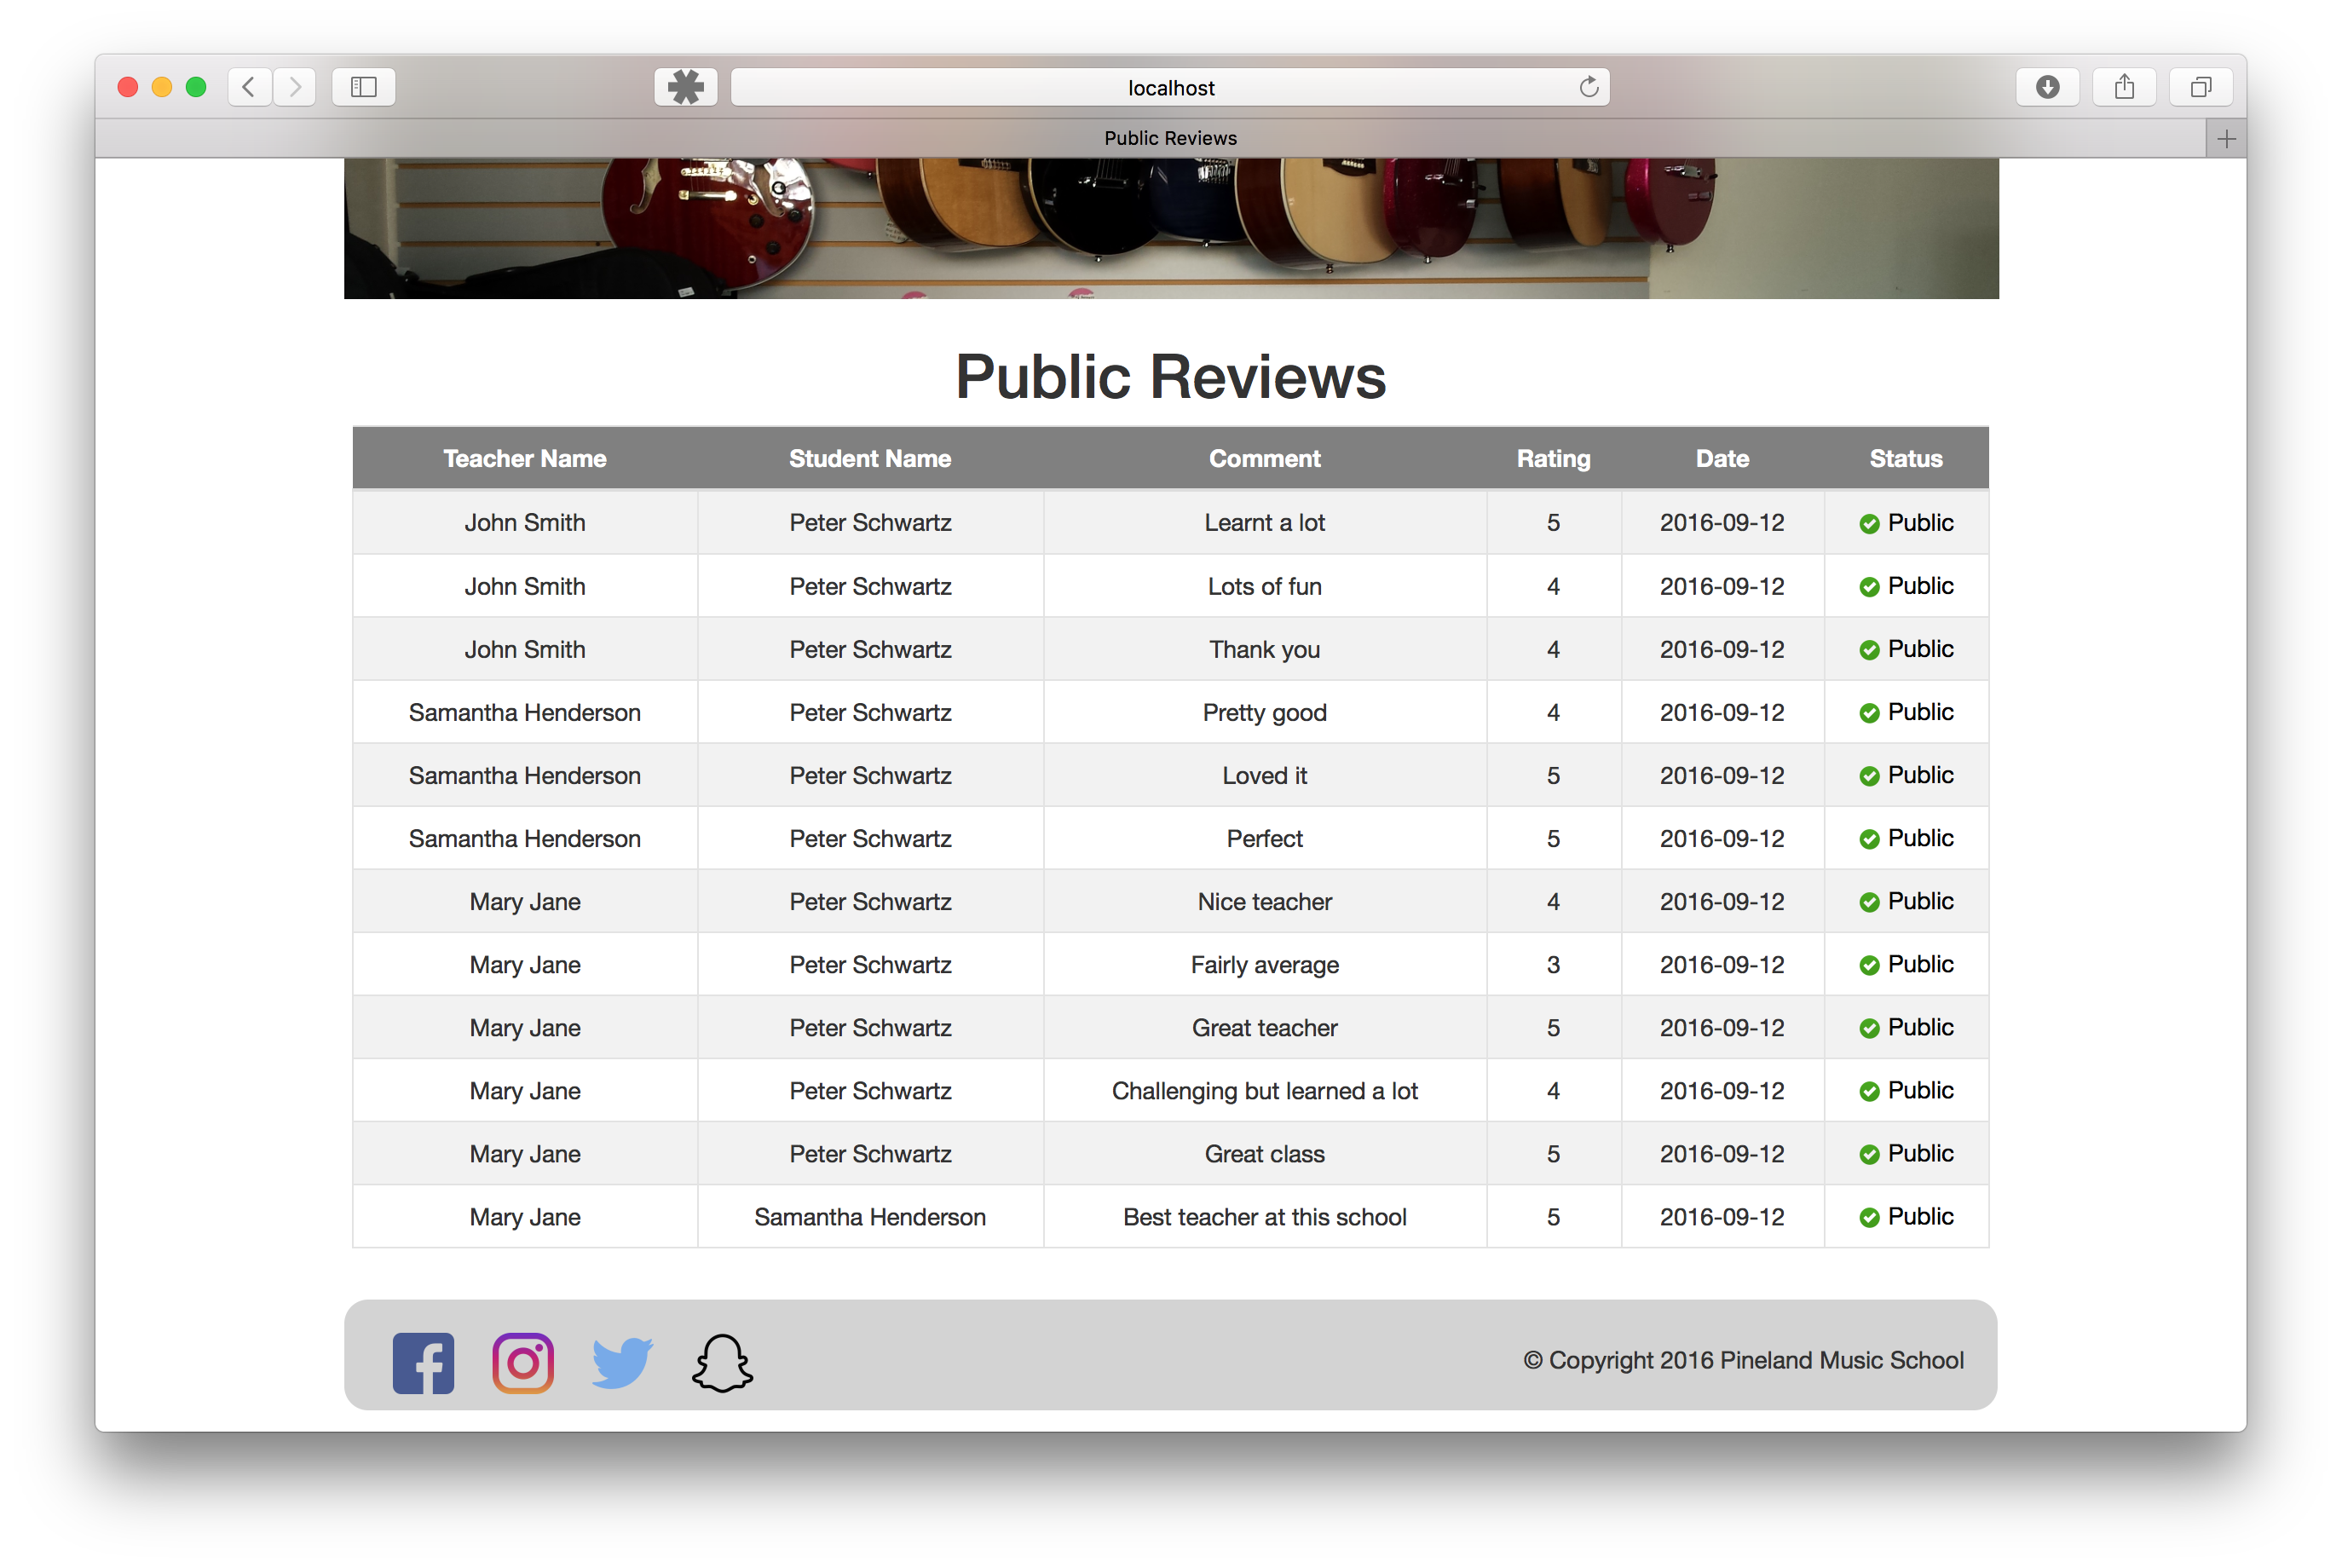 localhost
Public Reviews
Public Reviews
Teacher Name Student Name Comment Rating Date Status
John Smith Peter Schwartz Learnt a lot 5 2016-09-12 Public
John Smith Peter Schwartz Lots of fun 4 2016-09-12 Public
John Smith Peter Schwartz Thank you 4 2016-09-12 Public
Samantha Henderson Peter Schwartz Pretty good 4 2016-09-12 Public
Samantha Henderson Peter Schwartz Loved it 5 2016-09-12 Public
Samantha Henderson Peter Schwartz Perfect 5 2016-09-12 Public
Mary Jane Peter Schwartz Nice teacher 4 2016-09-12 Public
Mary Jane Peter Schwartz Fairly average 3 2016-09-12 Public
Mary Jane Peter Schwartz Great teacher 5 2016-09-12 Public
Mary Jane Peter Schwartz Challenging but learned a lot 4 2016-09-12 Public
Mary Jane Peter Schwartz Great class 5 2016-09-12 Public
Mary Jane Samantha Henderson Best teacher at this school 5 2016-09-12 Public
© Copyright 2016 Pineland Music School